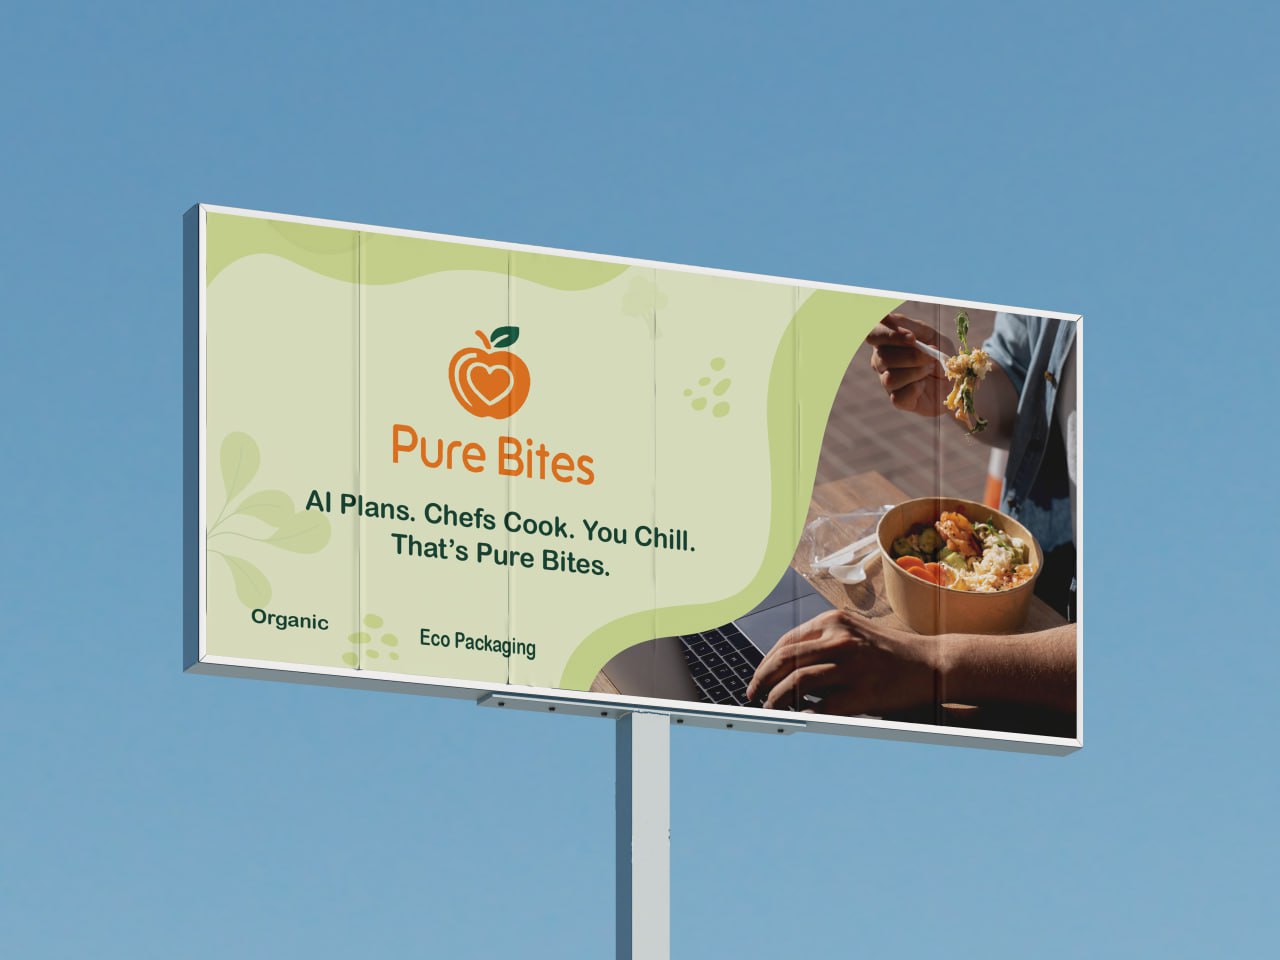 Pure Bites
AI Plans. Chefs Cook. You Chill.
That's Pure Bites.
Organic
Eco Packaging